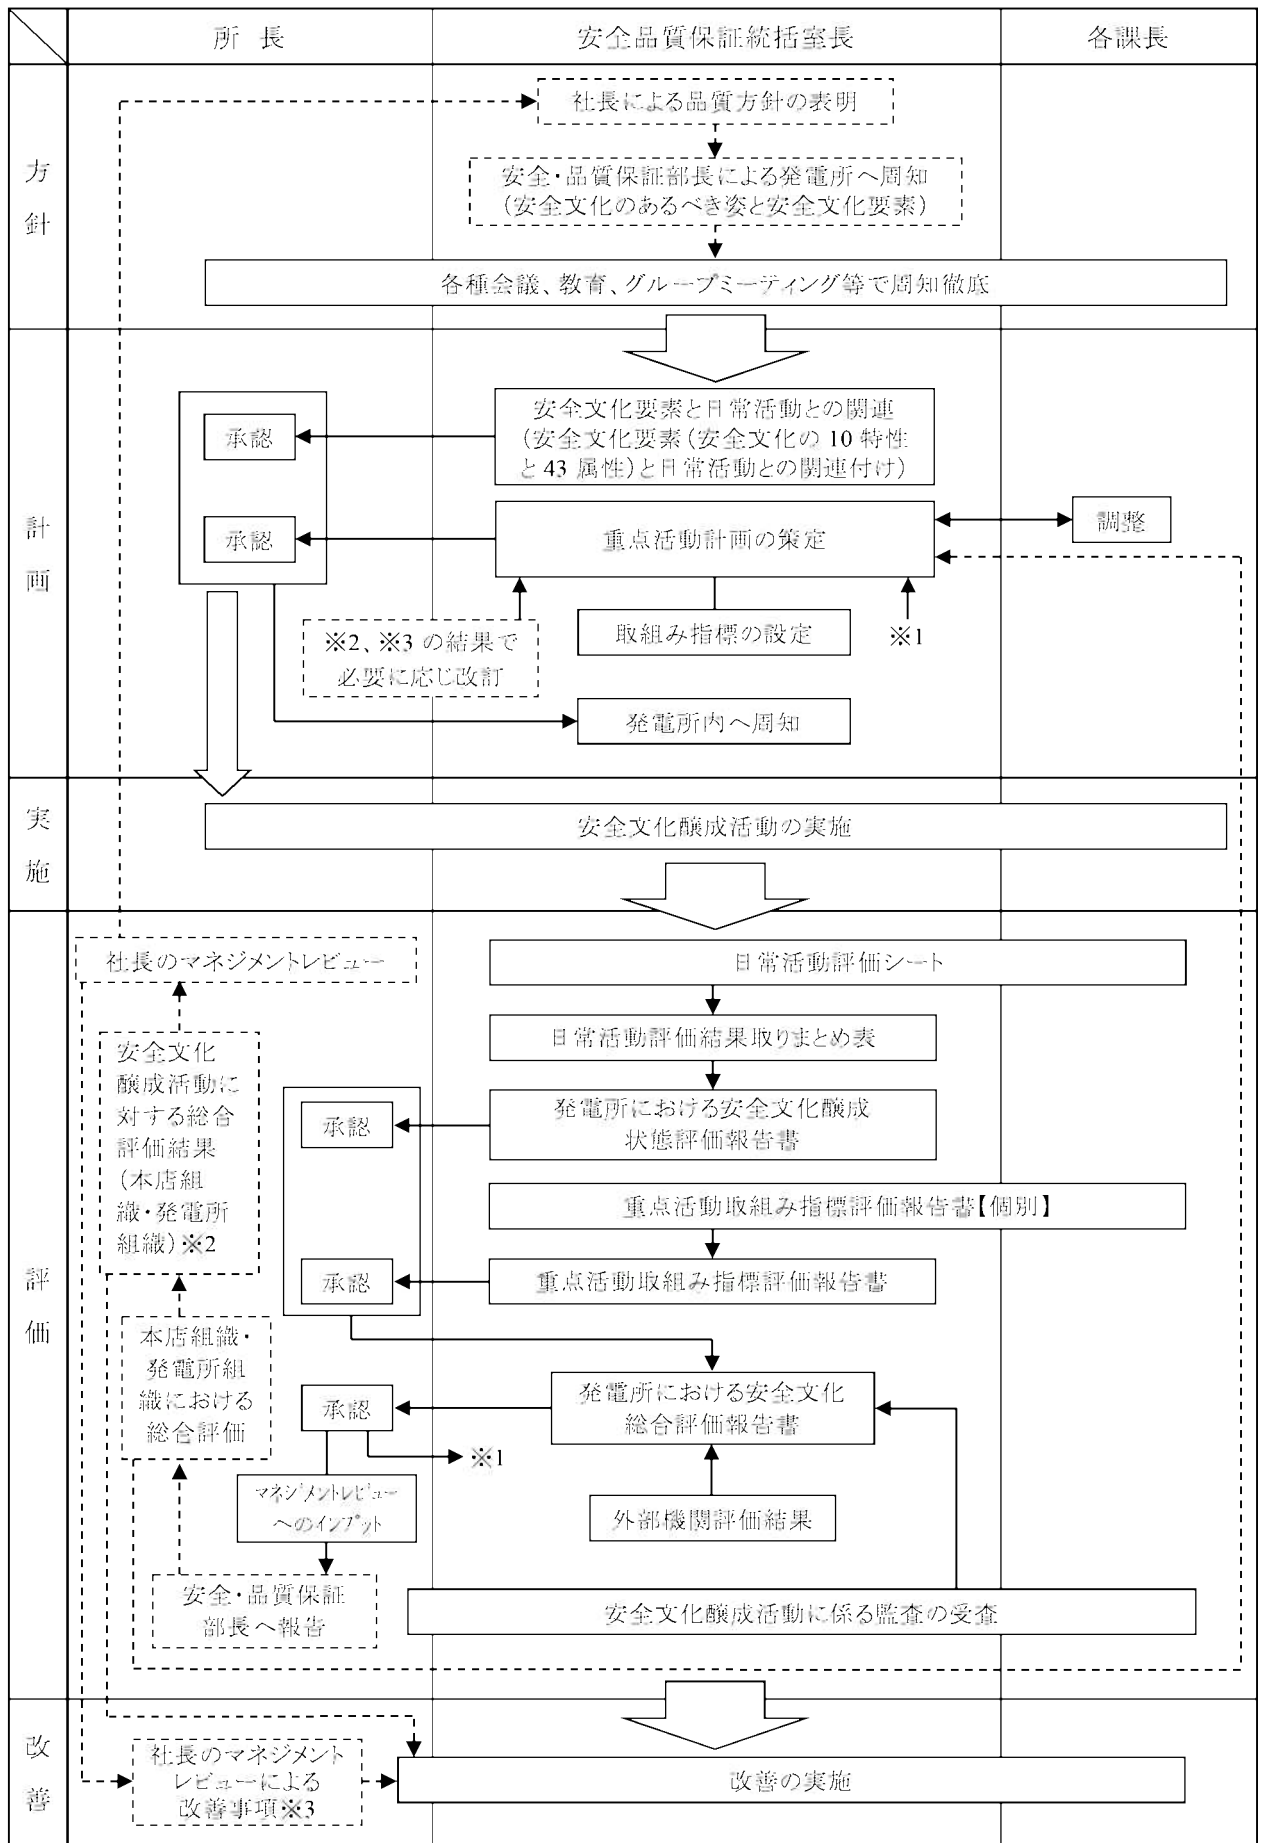 所 長
安全品質保証統括室長
各課長
方
針
社長による品質方針の表明
安全・品質保証部長による発電所へ周知
（安全文化のあるべき姿と安全文化要素）
各種会議、教育、グループミーティング等で周知徹底
計
画
安全文化要素と日常活動との関連
（安全文化要素（安全文化の 10 特性
と 43 属性）と日常活動との関連付け）
承認
重点活動計画の策定
承認
調整
取組み指標の設定
※1
※2、※3 の結果で
必要に応じ改訂
発電所内へ周知
実
施
安全文化醸成活動の実施
評
価
社長のマネジメントレビュー
日常活動評価シート
日常活動評価結果取りまとめ表
安全文化
醸成活動に
対する総合
評価結果
（本店組
織・発電所
組織）※2
承認
発電所における安全文化醸成
状態評価報告書
重点活動取組み指標評価報告書【個別】
承認
重点活動取組み指標評価報告書
本店組織・
発電所組
織における
総合評価
承認
発電所における安全文化
総合評価報告書
※1
マネジメントレビュー
へのインプット
外部機関評価結果
安全・品質保証
部長へ報告
安全文化醸成活動に係る監査の受査
改
善
社長のマネジメント
レビューによる
改善事項※3
改善の実施